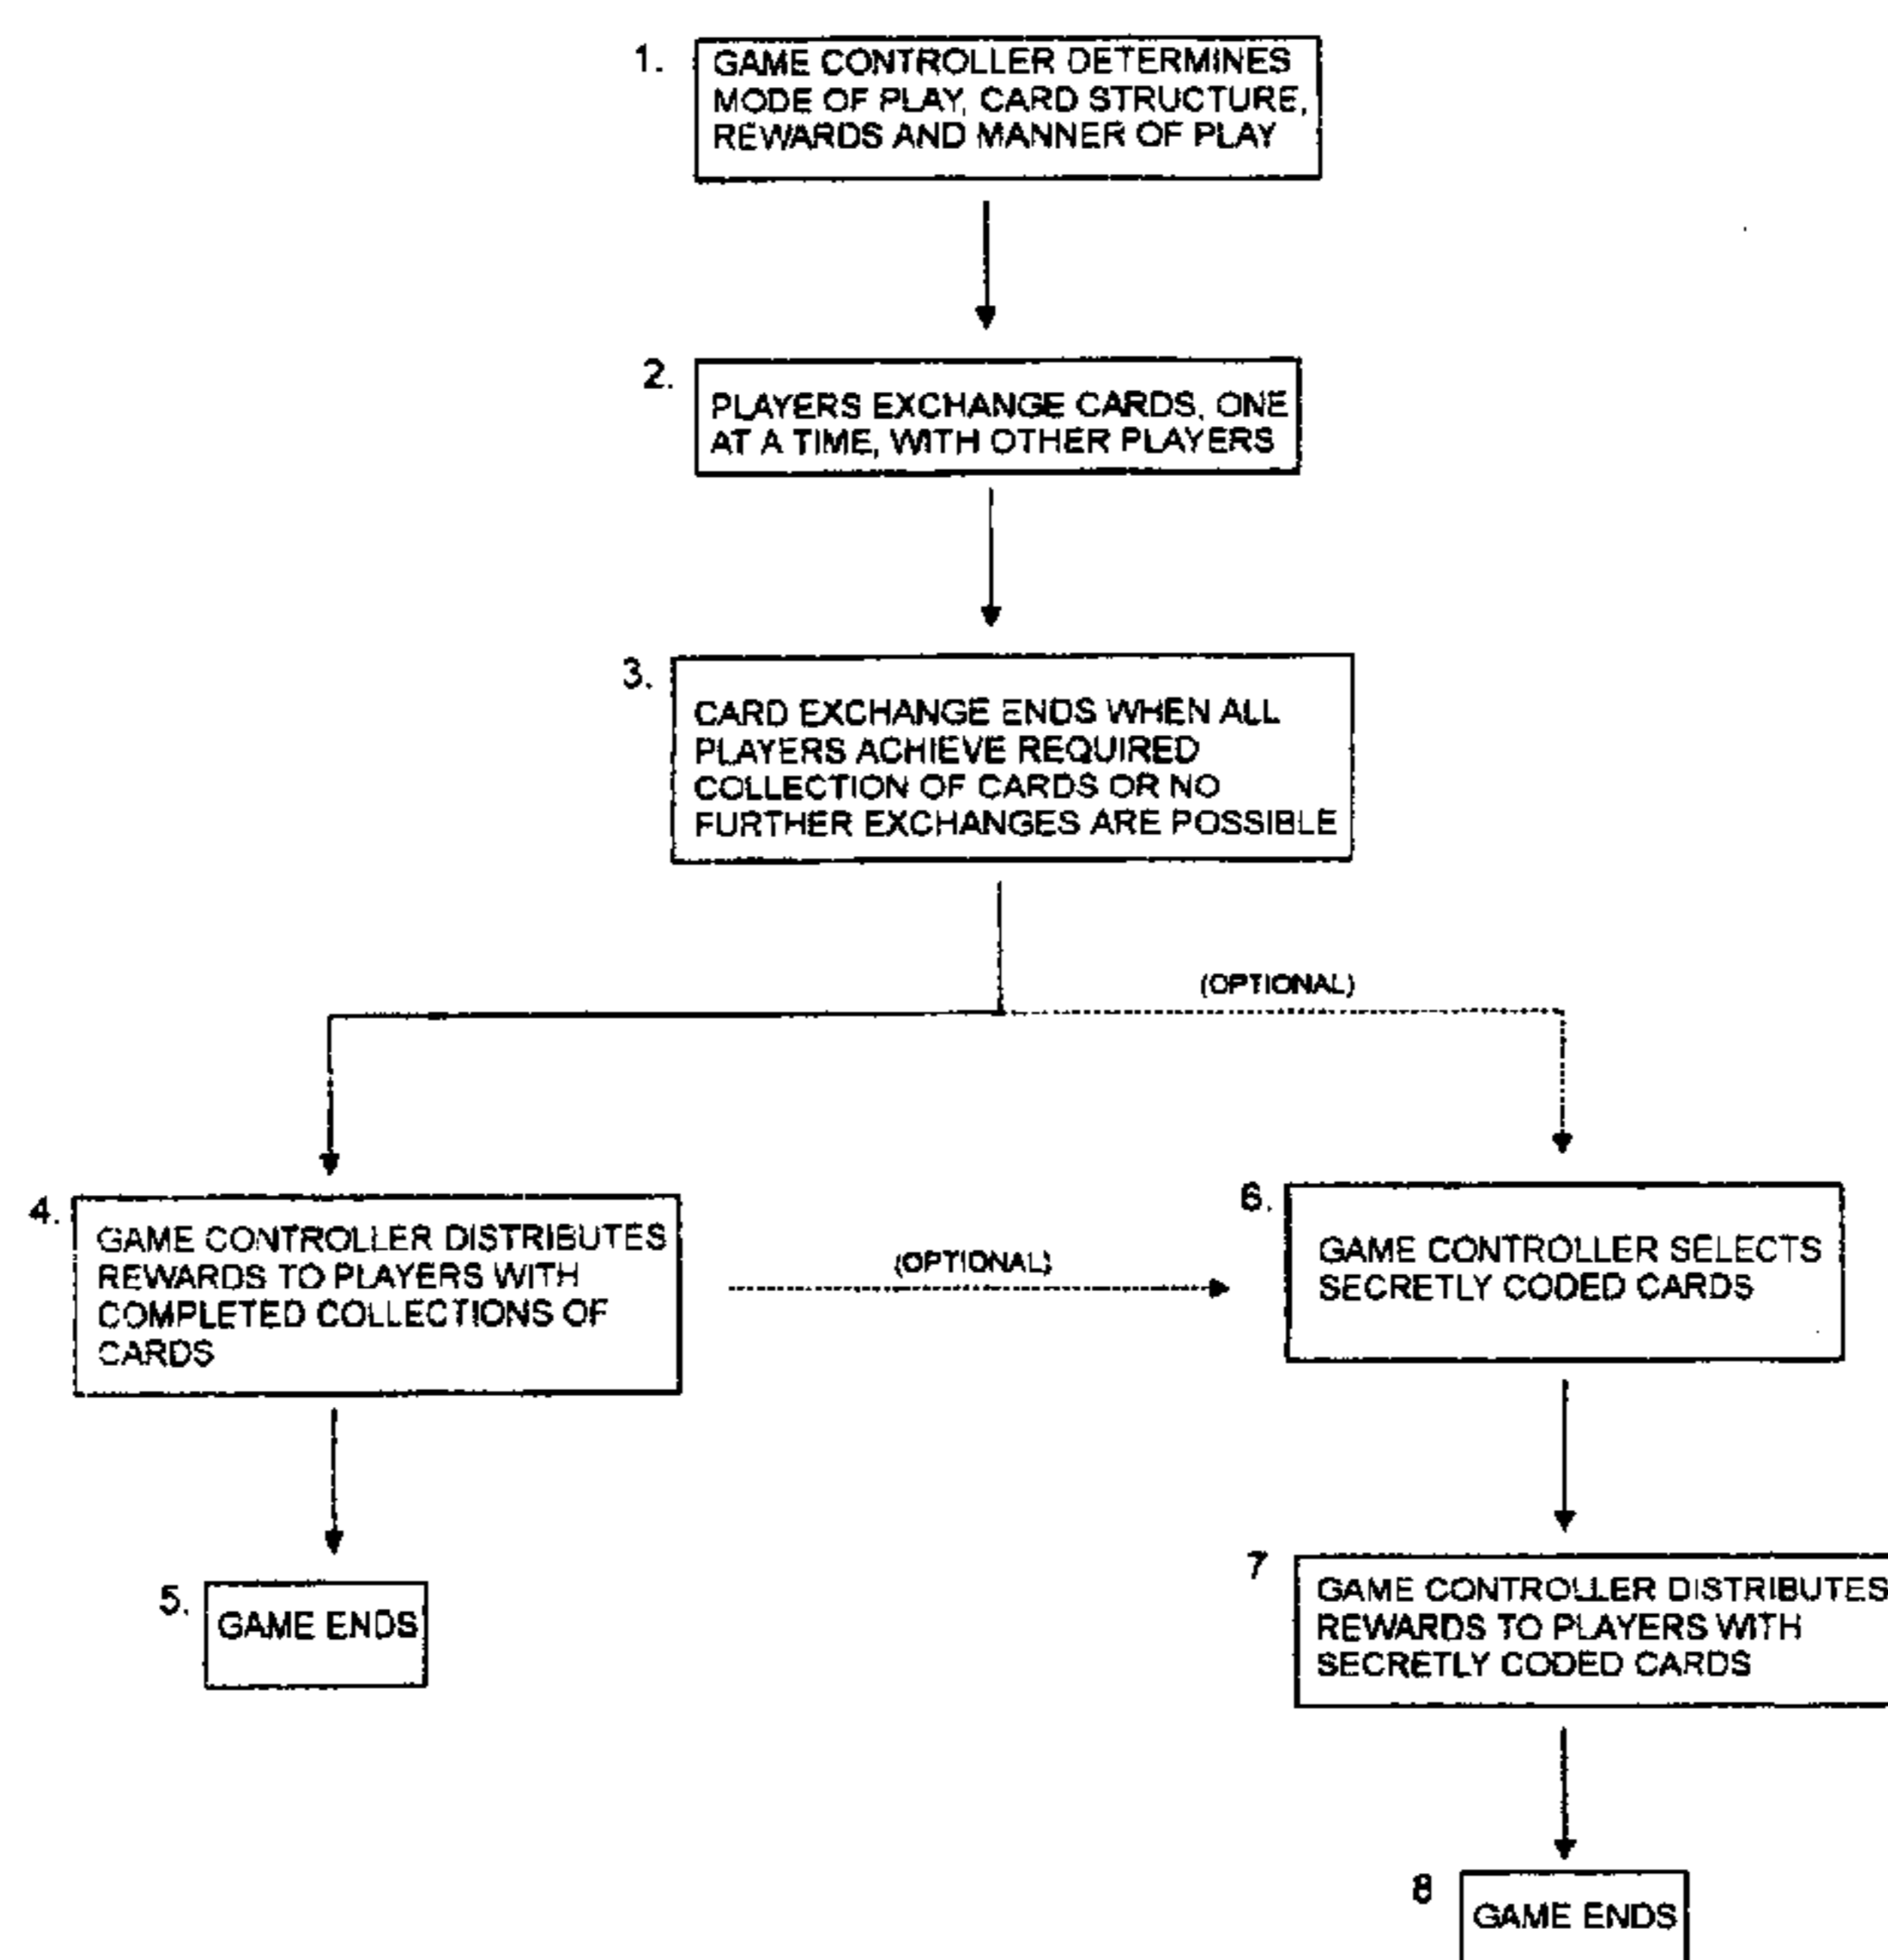 1.
GAME CONTROLLER DETERMINES
MODE OF PLAY, CARD STRUCTURE,
REWARDS AND MANNER OF PLAY
2.
PLAYERS EXCHANGE CARDS, ONE
AT A TIME, WITH OTHER PLAYERS
3.
CARD EXCHANGE ENDS WHEN ALL
PLAYERS ACHIEVE REQUIRED
COLLECTION OF CARDS OR NO
FURTHER EXCHANGES ARE POSSIBLE
(OPTIONAL)
4.
GAME CONTROLLER DISTRIBUTES
REWARDS TO PLAYERS WITH
COMPLETED COLLECTIONS OF
CARDS
(OPTIONAL)
6.
GAME CONTROLLER SELECTS
SECRETLY CODED CARDS
5.
GAME ENDS
7
GAME CONTROLLER DISTRIBUTES
REWARDS TO PLAYERS WITH
SECRETLY CODED CARDS
8
GAME ENDS